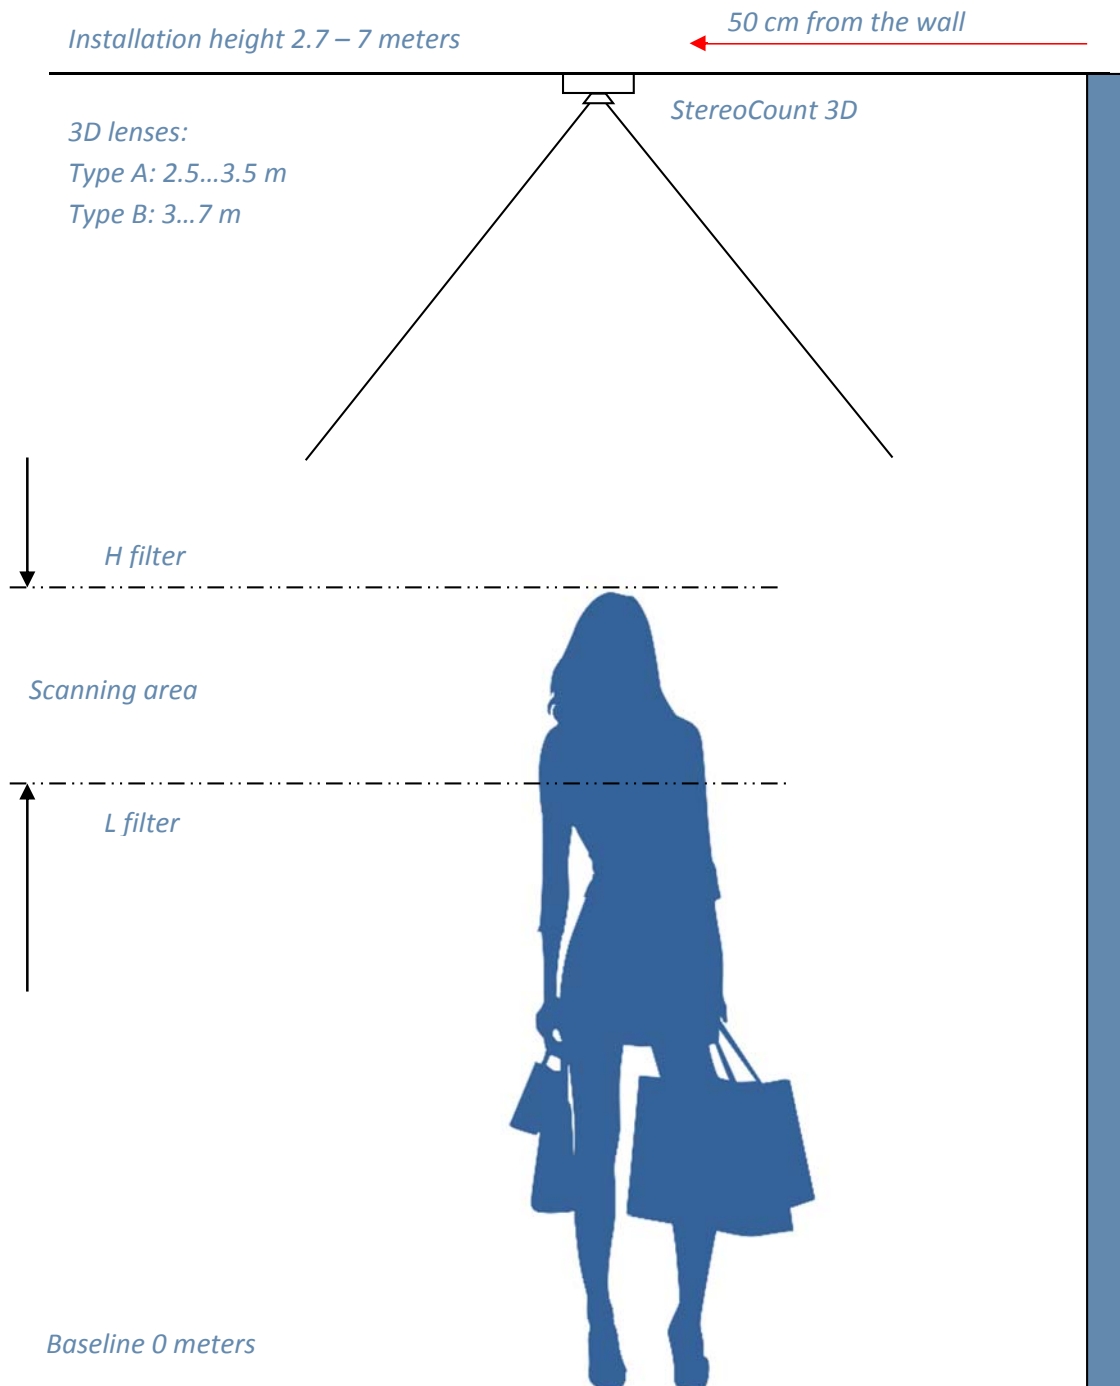 Installation height 2.7 – 7 meters
50 cm from the wall
StereoCount 3D
3D lenses:
Type A: 2.5...3.5 m
Type B: 3...7 m
H filter
Scanning area
L filter
Baseline 0 meters